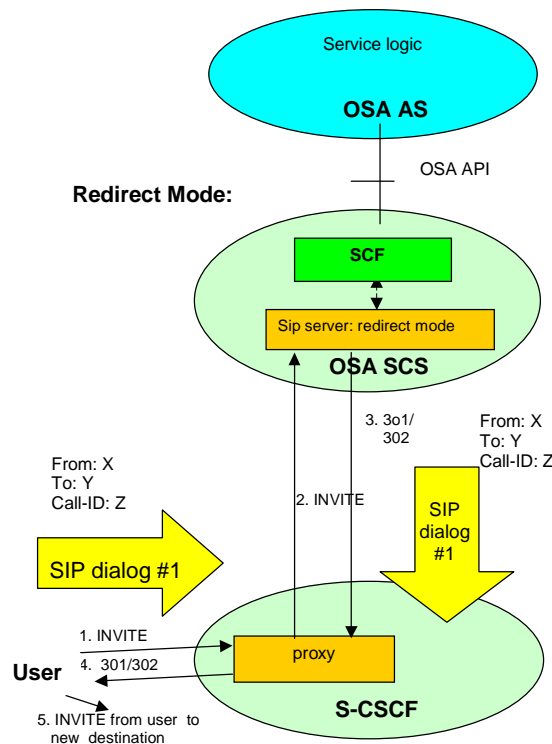 Service logic
OSA AS
OSA API
Redirect Mode:
SCF
Sip server: redirect mode
OSA SCS
3. 3o1/
302
From: X
To: Y
Call-ID: Z
From: X
To: Y
Call-ID: Z
2. INVITE
SIP
dialog
#1
SIP dialog #1
1. INVITE
proxy
4. 301/302
User
S-CSCF
5. INVITE from user to
new destination